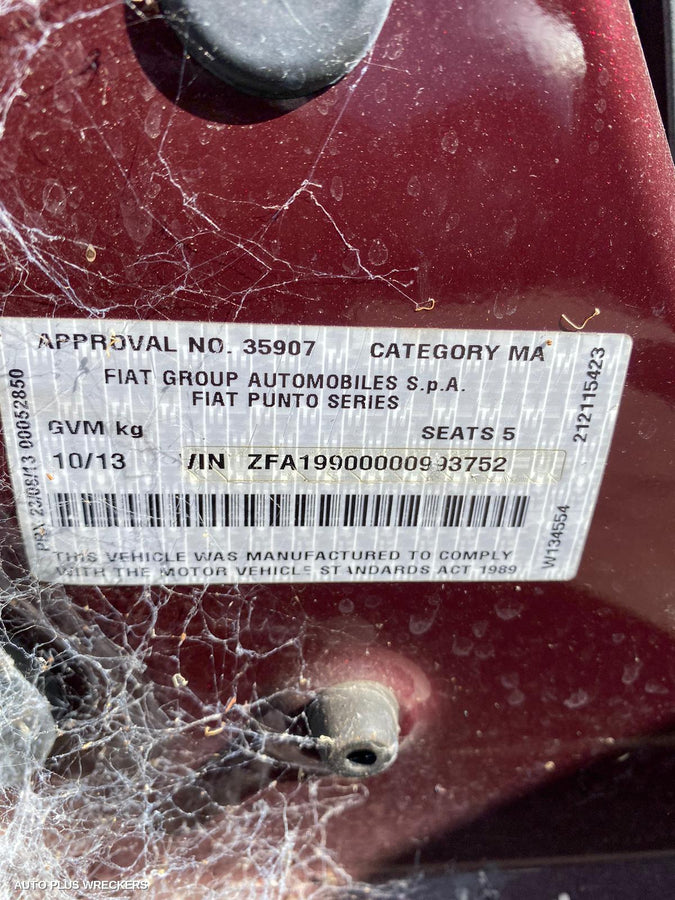 APPROVAL NO. 35907 CATEGORY MA
FIAT GROUP AUTOMOBILES S.p.A.
FIAT PUNTO SERIES
GVM kg SEATS 5
10/13 VIN ZFA19900000993752
THIS VEHICLE WAS MANUFACTURED TO COMPLY
WITH THE MOTOR VEHICLE STANDARDS ACT 1989
23/09/13 00052850
212115423
W134554
AUTO PLUS WRECKERS